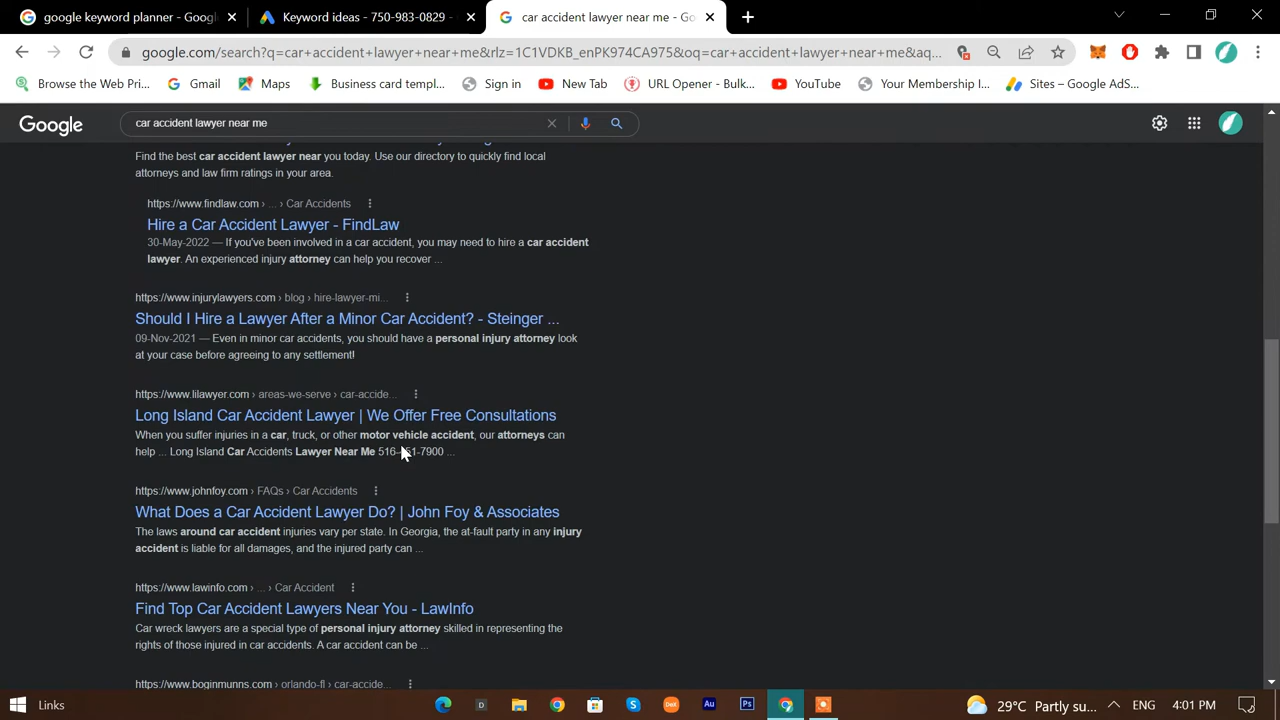 google keyword planner - Google
Keyword ideas - 750-983-0829 -
car accident lawyer near me - Go
google.com/search?q=car+accident+lawyer+near+me&rlz=1C1VDKB_enPK974CA975&oq=car+accident+lawyer+near+me&aq...
Browse the Web Pri...
Gmail
Maps
Business card templ...
Sign in
New Tab
URL Opener - Bulk...
YouTube
Your Membership l...
Sites – Google AdS...
Google
car accident lawyer near me
Find the best car accident lawyer near you today. Use our directory to quickly find local
attorneys and law firm ratings in your area.
https://www.findlaw.com › ... › Car Accidents
Hire a Car Accident Lawyer - FindLaw
30-May-2022 — If you've been involved in a car accident, you may need to hire a car accident
lawyer. An experienced injury attorney can help you recover ...
https://www.injurylawyers.com › blog › hire-lawyer-mi...
Should I Hire a Lawyer After a Minor Car Accident? - Steinger ...
09-Nov-2021 — Even in minor car accidents, you should have a personal injury attorney look
at your case before agreeing to any settlement!
https://www.lilawyer.com › areas-we-serve › car-accide...
Long Island Car Accident Lawyer | We Offer Free Consultations
When you suffer injuries in a car, truck, or other motor vehicle accident, our attorneys can
help ... Long Island Car Accidents Lawyer Near Me
https://www.johnfoy.com › FAQs › Car Accidents
What Does a Car Accident Lawyer Do? | John Foy & Associates
The laws around car accident injuries vary per state. In Georgia, the at-fault party in any injury
accident is liable for all damages, and the injured party can ...
https://www.lawinfo.com › ... › Car Accident
Find Top Car Accident Lawyers Near You - LawInfo
Car wreck lawyers are a special type of personal injury attorney skilled in representing the
rights of those injured in car accidents. A car accident can be ...
https://www.boginmunns.com › orlando-fl › car-accide...
Links
29°C Partly su...
ENG
4:01 PM